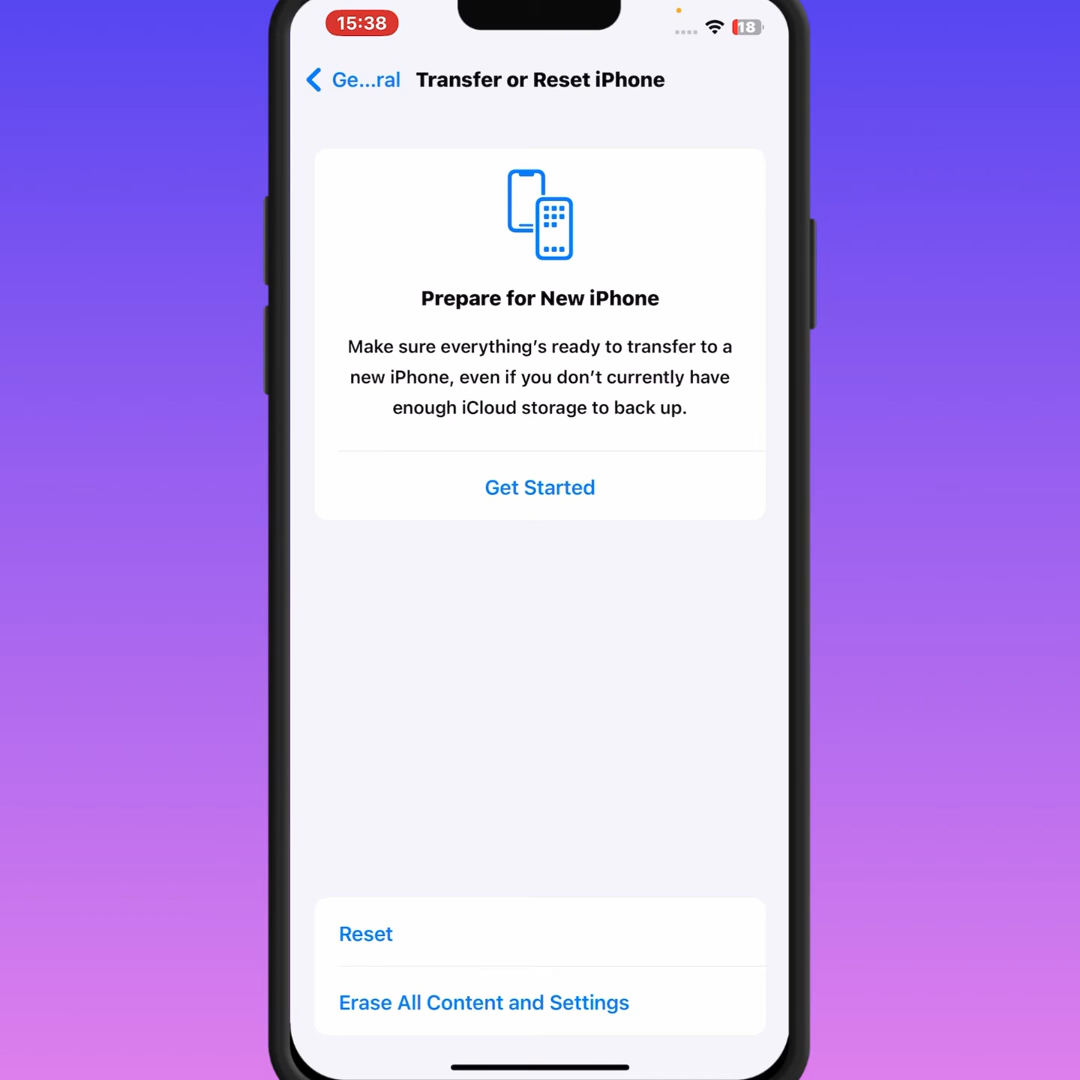 15:38
18
Ge...ral Transfer or Reset iPhone
Prepare for New iPhone
Make sure everything's ready to transfer to a
new iPhone, even if you don't currently have
enough iCloud storage to back up.
Get Started
Reset
Erase All Content and Settings